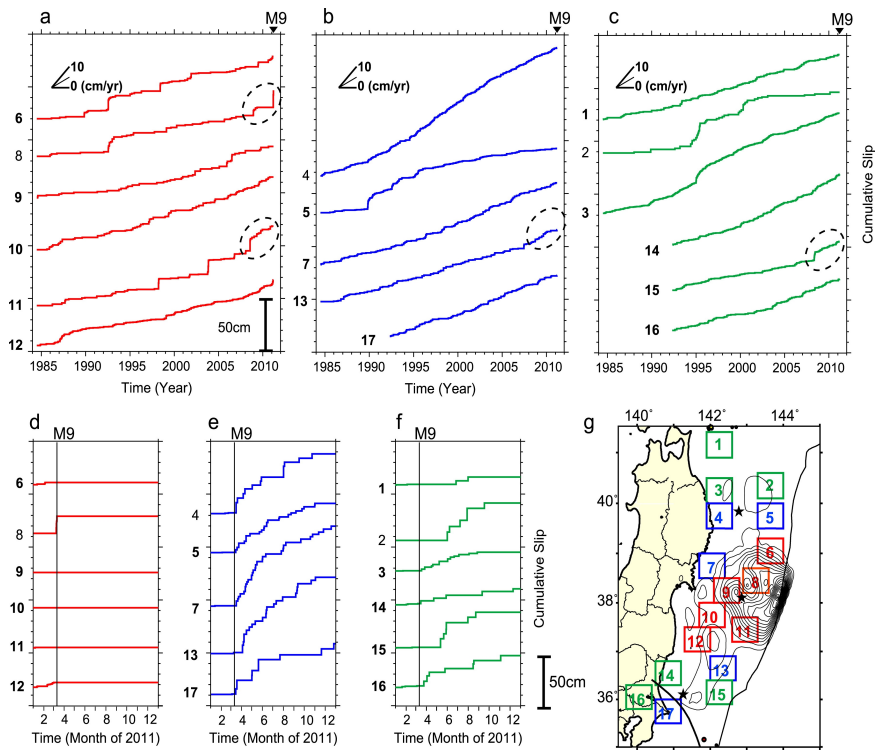 a
M9
b
M9
c
M9
10
0 (cm/yr)
10
0 (cm/yr)
10
0 (cm/yr)
6
8
9
10
11
12
50cm
4
5
7
13
17
1
2
3
14
15
16
Cumulative Slip
1985 1990 1995 2000 2005 2011
1985 1990 1995 2000 2005 2011
1985 1990 1995 2000 2005 2011
Time (Year)
Time (Year)
Time (Year)
d
M9
e
M9
f
M9
g
140° 142° 144°
6
8
9
10
11
12
4
5
7
13
17
1
2
3
14
15
16
Cumulative Slip
50cm
2 4 6 8 10 12
2 4 6 8 10 12
2 4 6 8 10 12
Time (Month of 2011)
Time (Month of 2011)
Time (Month of 2011)
40°
38°
36°
1
3
2
4
5
6
7
9
8
10
11
12
13
14
16
15
17